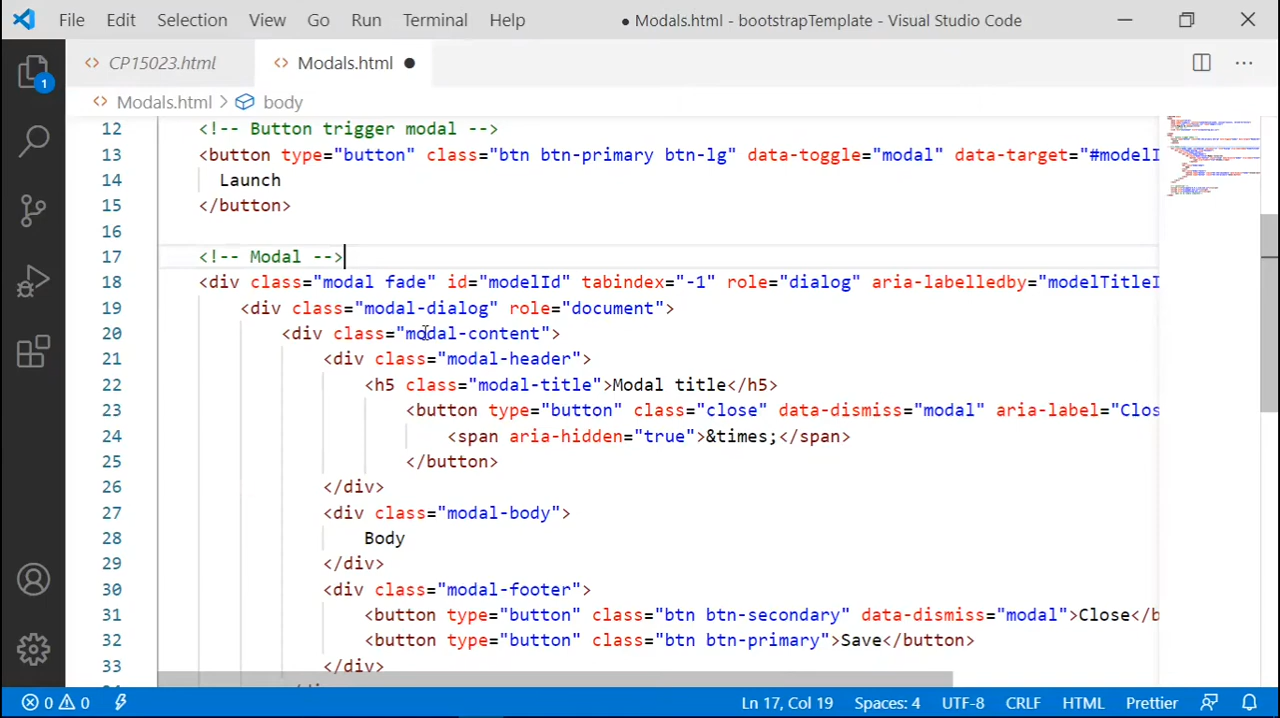 File Edit Selection View Go Run Terminal Help ● Modals.html - bootstrapTemplate - Visual Studio Code
1
<> CP15023.html <> Modals.html ●
<> Modals.html > body
12 <!-- Button trigger modal -->
13 <button type="button" class="btn btn-primary btn-lg" data-toggle="modal" data-target="#modelI
14 Launch
15 </button>
16
17 <!-- Modal -->
18 <div class="modal fade" id="modelId" tabindex="-1" role="dialog" aria-labelledby="modelTitleI
19 <div class="modal-dialog" role="document">
20 <div class="modal-content">
21 <div class="modal-header">
22 <h5 class="modal-title">Modal title</h5>
23 <button type="button" class="close" data-dismiss="modal" aria-label="Clos
24 <span aria-hidden="true">&times;</span>
25 </button>
26 </div>
27 <div class="modal-body">
28 Body
29 </div>
30 <div class="modal-footer">
31 <button type="button" class="btn btn-secondary" data-dismiss="modal">Close</b
32 <button type="button" class="btn btn-primary">Save</button>
33 </div>
0 0 Ln 17, Col 19 Spaces: 4 UTF-8 CRLF HTML Prettier